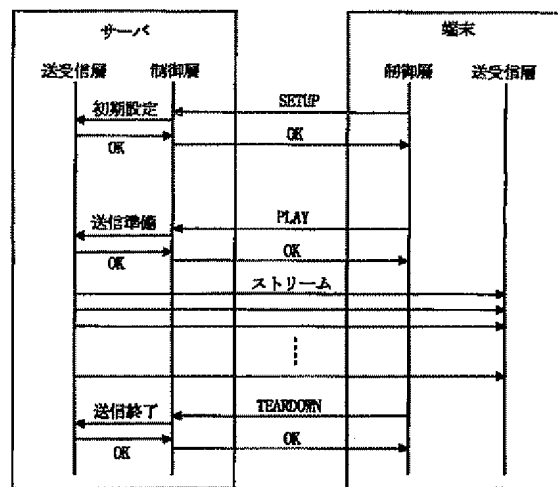 サーバ
端末
送受信層
制御層
制御層
送受信層
SETUP
初期設定
OK
OK
PLAY
送信準備
OK
OK
ストリーム
TEARDOWN
送信終了
OK
OK